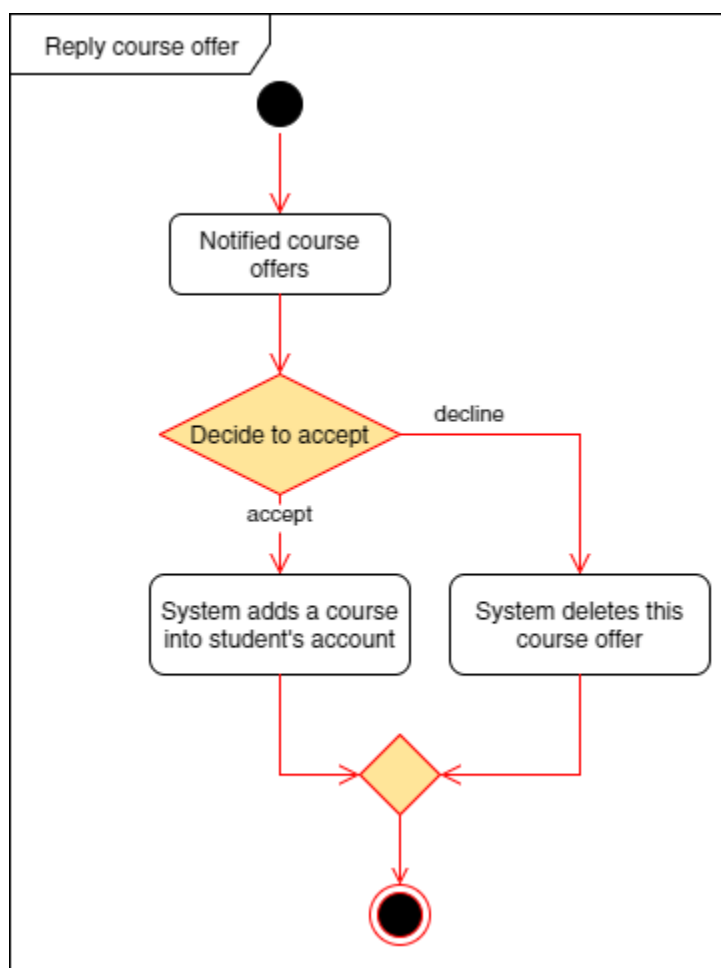 Reply course offer
Notified course
offers
Decide to accept
decline
accept
System adds a course
into student's account
System deletes this
course offer